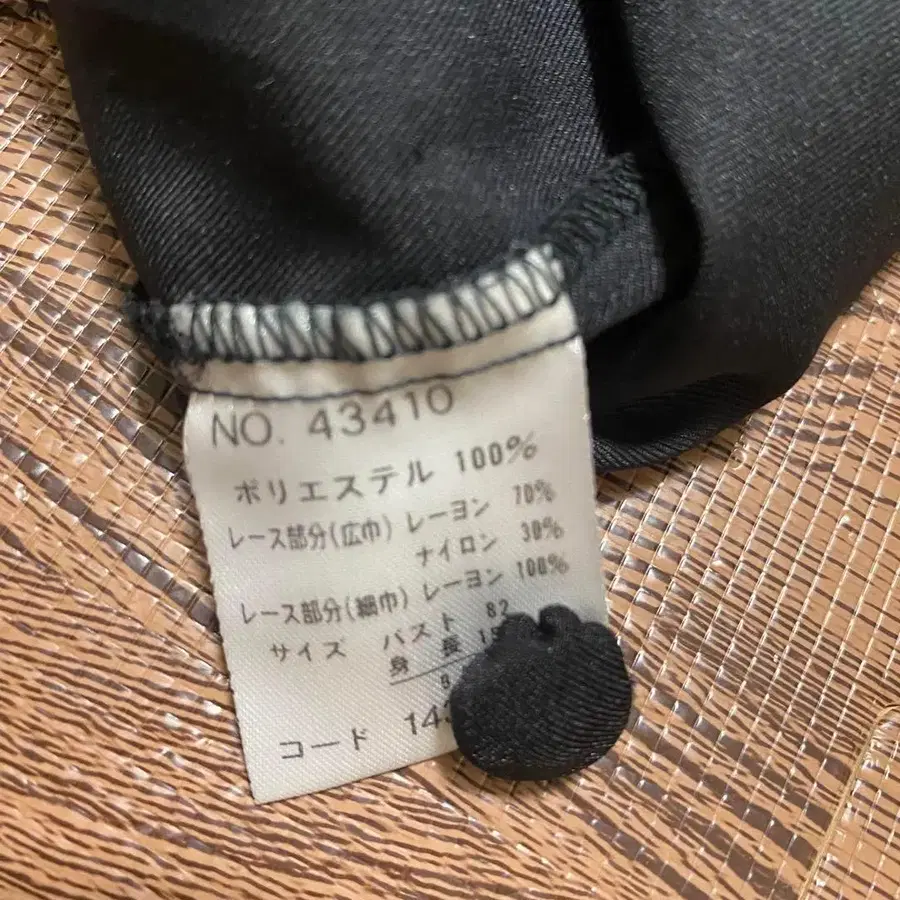 NO. 43410
ポリエステル 100%
レース部分(広巾) レーヨン 70%
ナイロン 30%
レース部分(細巾) レーヨン 100%
サイズ バスト 82
身長
コード